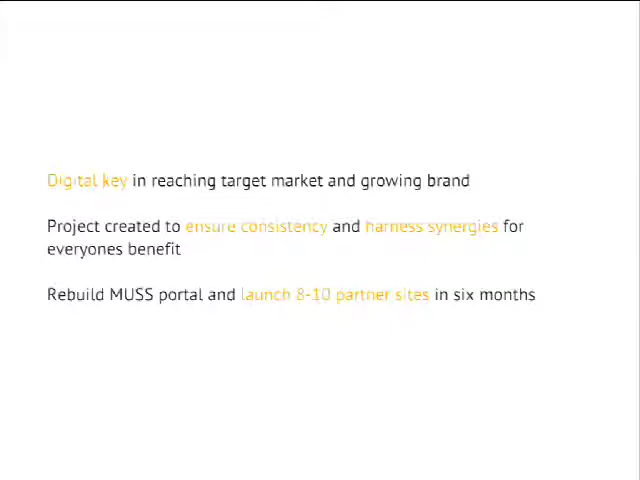 Digital key in reaching target market and growing brand
Project created to ensure consistency and harness synergies for
everyones benefit
Rebuild MUSS portal and launch 8-10 partner sites in six months